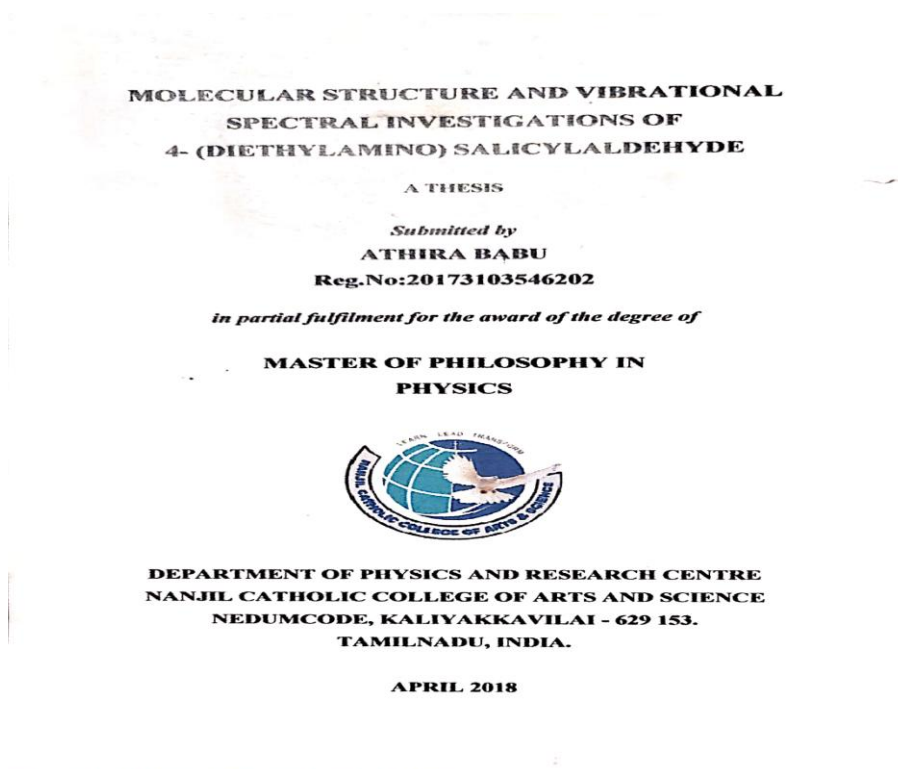 MOLECULAR STRUCTURE AND VIBRATIONAL
SPECTRAL INVESTIGATIONS OF
4- (DIETHYLAMINO) SALICYLALDEHYDE
A THESIS
Submitted by
ATHIRA BABU
Reg.No:20173103546202
in partial fulfilment for the award of the degree of
MASTER OF PHILOSOPHY IN
PHYSICS
LEARN LEAD TRANSFORM
NANJIL CATHOLIC COLLEGE OF ARTS & SCIENCE
DEPARTMENT OF PHYSICS AND RESEARCH CENTRE
NANJIL CATHOLIC COLLEGE OF ARTS AND SCIENCE
NEDUMCODE, KALIYAKKAVILAI - 629 153.
TAMILNADU, INDIA.
APRIL 2018